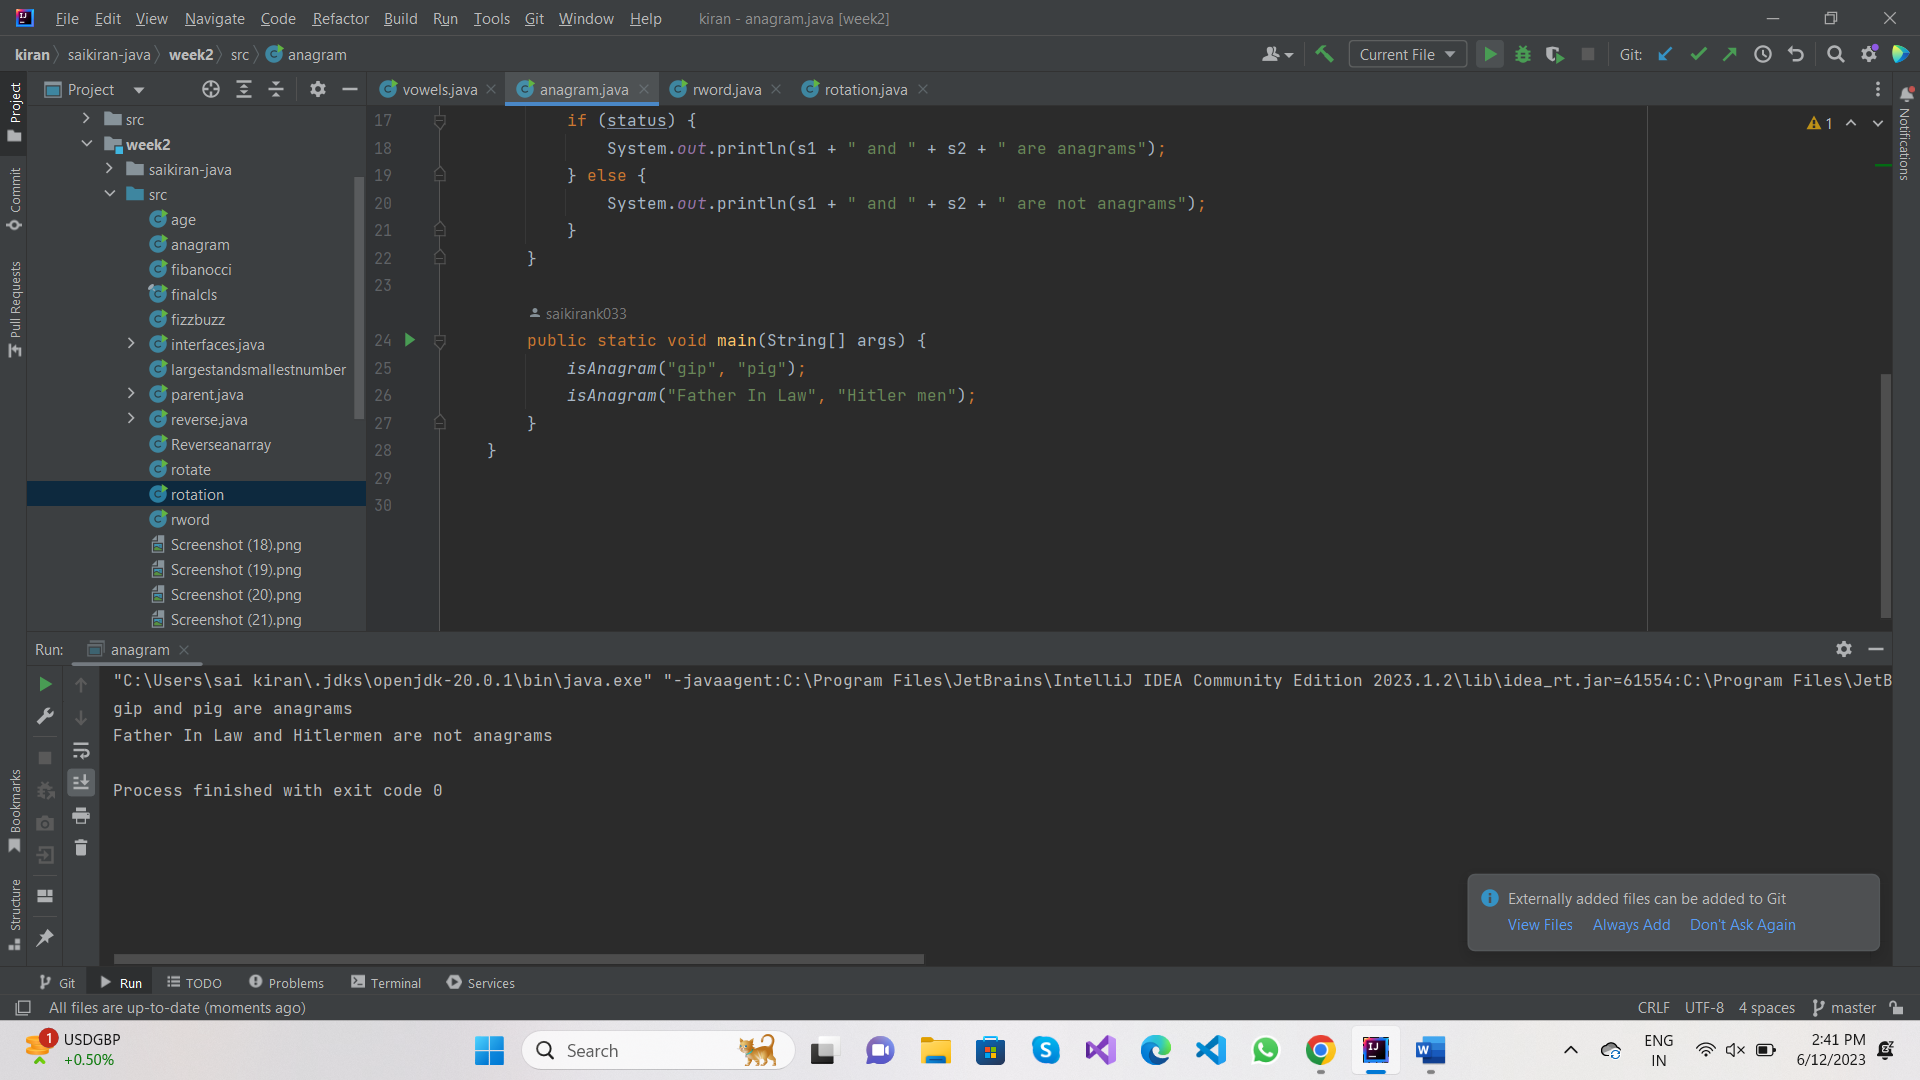 File Edit View Navigate Code Refactor Build Run Tools Git Window Help kiran - anagram.java [week2]
kiran saikiran-java week2 src anagram Current File Git:
Project vowels.java anagram.java rword.java rotation.java
src
week2
saikiran-java
src
age
anagram
fibanocci
finalcls
fizzbuzz
interfaces.java
largestandsmallestnumber
parent.java
reverse.java
Reverseanarray
rotate
rotation
rword
Screenshot (18).png
Screenshot (19).png
Screenshot (20).png
Screenshot (21).png
Project
Commit
Pull Requests
Bookmarks
Structure
Notifications
1
17 if (status) {
18 System.out.println(s1 + " and " + s2 + " are anagrams");
19 } else {
20 System.out.println(s1 + " and " + s2 + " are not anagrams");
21 }
22 }
23
saikirank033
24 public static void main(String[] args) {
25 isAnagram("gip", "pig");
26 isAnagram("Father In Law", "Hitler men");
27 }
28 }
29
30
Run: anagram
"C:\Users\sai kiran\.jdks\openjdk-20.0.1\bin\java.exe" "-javaagent:C:\Program Files\JetBrains\IntelliJ IDEA Community Edition 2023.1.2\lib\idea_rt.jar=61554:C:\Program Files\JetB
gip and pig are anagrams
Father In Law and Hitlermen are not anagrams
Process finished with exit code 0
Externally added files can be added to Git
View Files Always Add Don't Ask Again
Git Run TODO Problems Terminal Services
All files are up-to-date (moments ago) CRLF UTF-8 4 spaces master
1 USDGBP
+0.50%
Search
ENG
IN
2:41 PM
6/12/2023